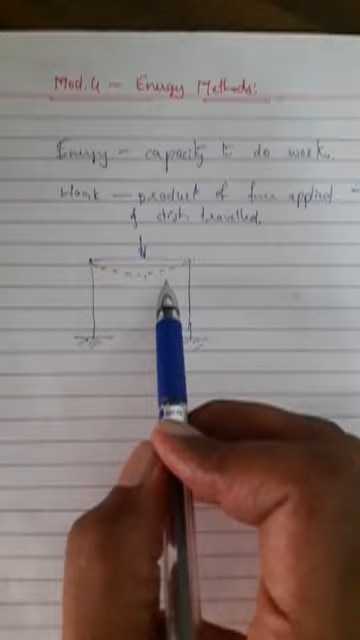 Mod.4 - Energy Methods:
Energy - capacity to do work.
Work - product of force applied
& dist. travelled.